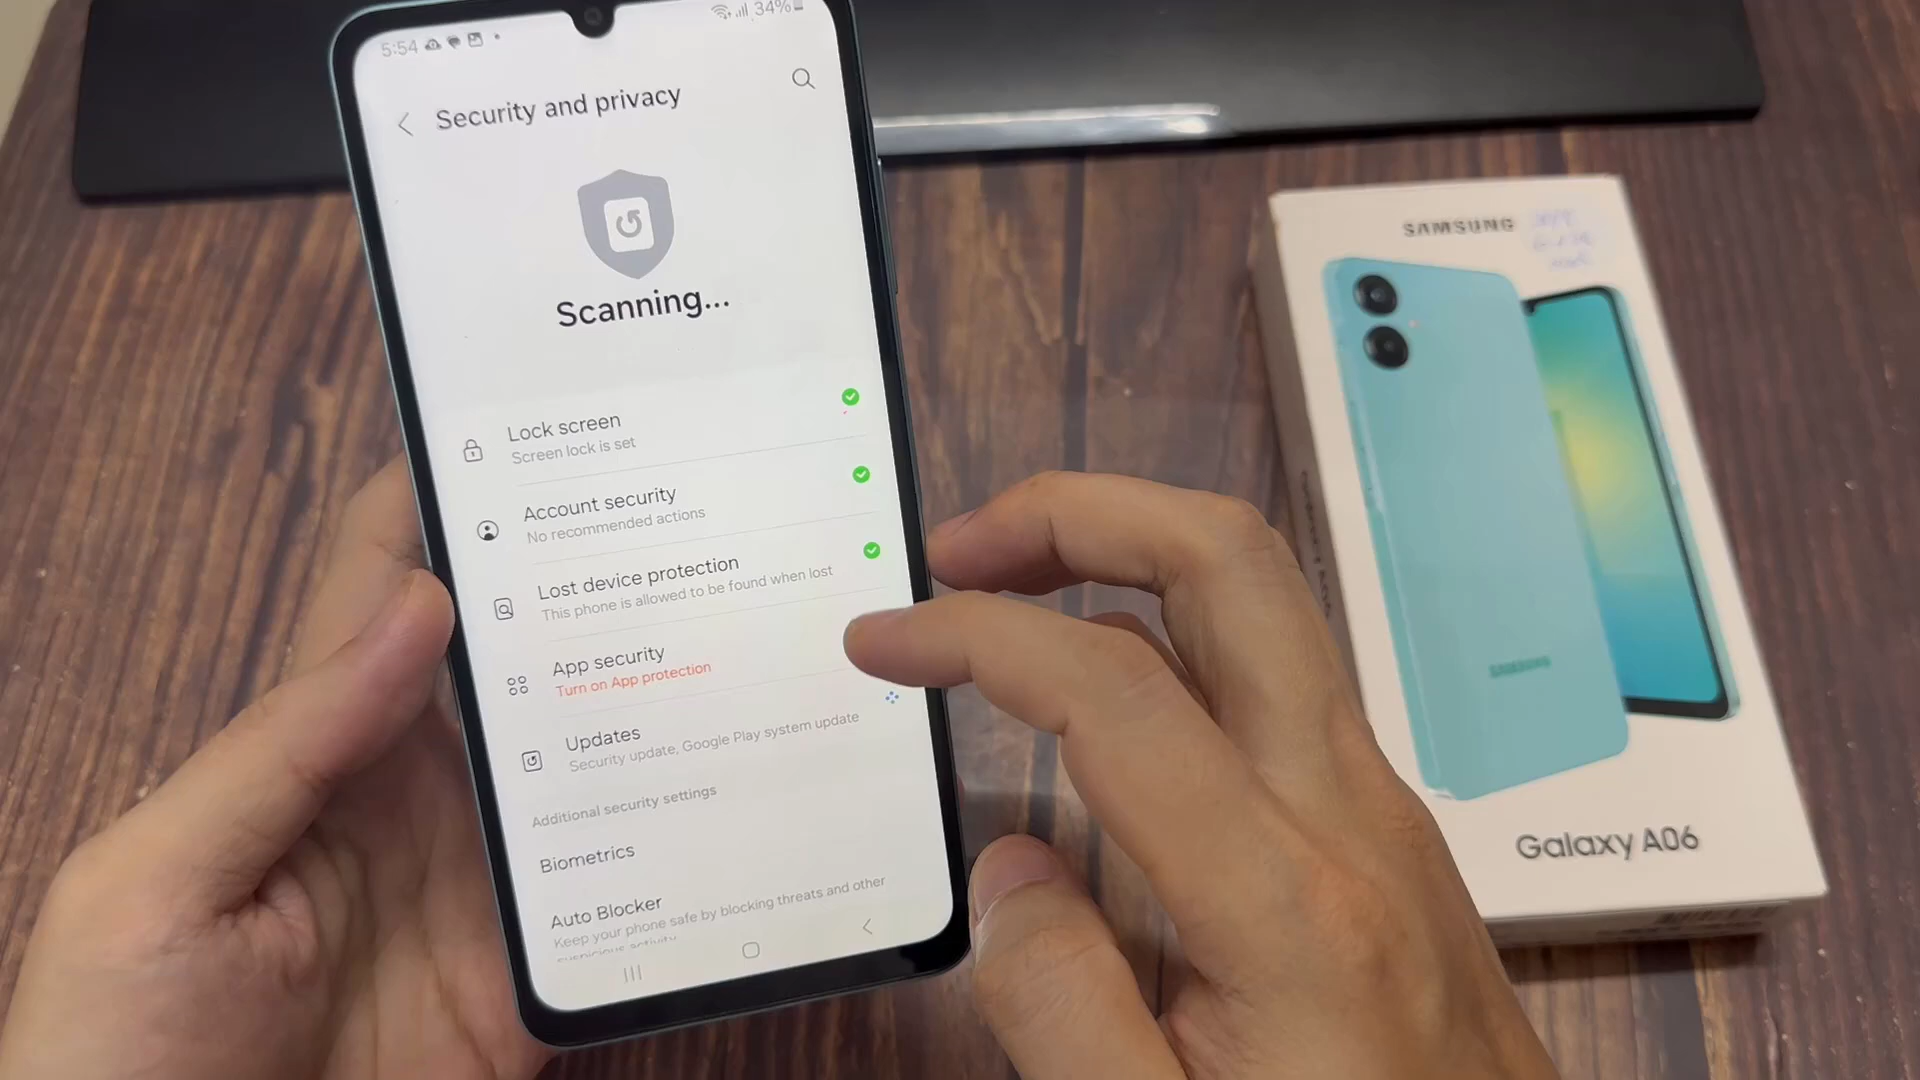 5:54
34%
Security and privacy
Scanning...
Lock screen
Screen lock is set
Account security
No recommended actions
Lost device protection
This phone is allowed to be found when lost
App security
Turn on App protection
Updates
Security update, Google Play system update
Additional security settings
Biometrics
Auto Blocker
Keep your phone safe by blocking threats and other
suspicious activity
SAMSUNG
SAMSUNG
Galaxy A06